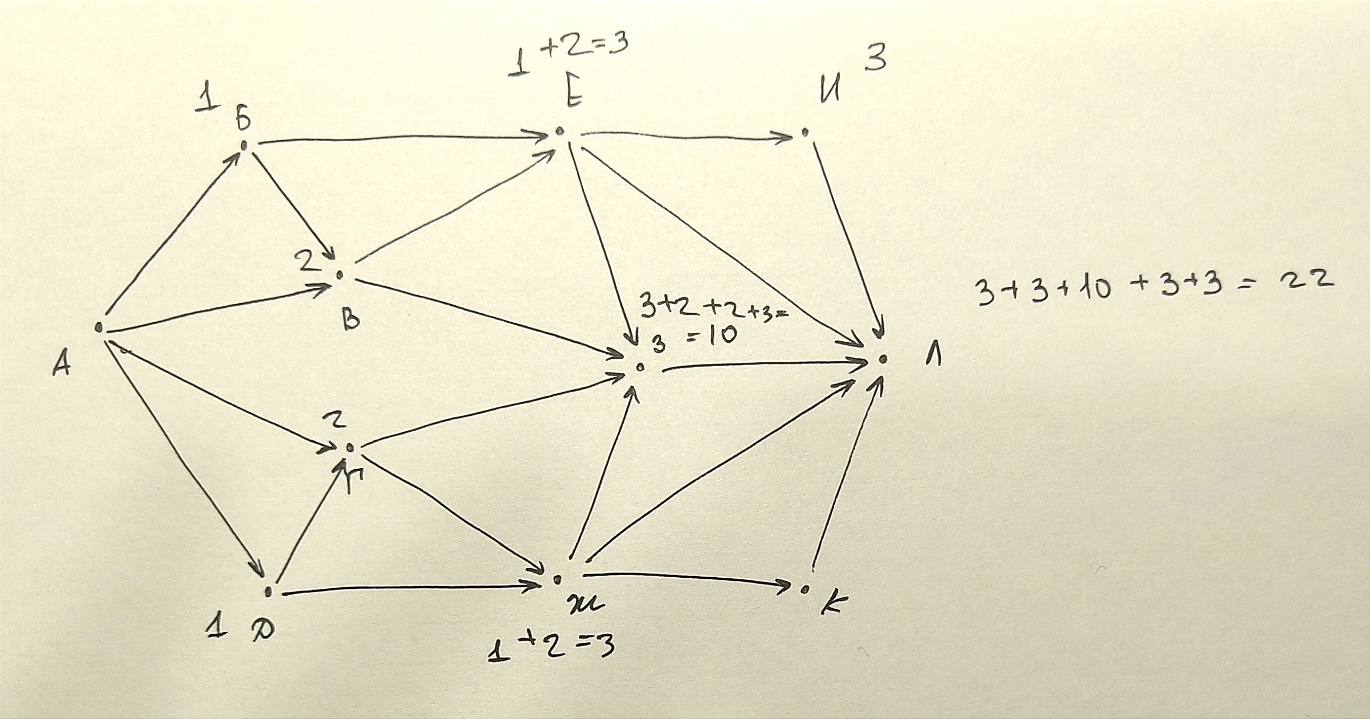 1 +2=3
Е
И 3
1 Б
2
В
3+2+2+3=
З =10
3+3+10+3+3=22
А
Л
2
Г
1 Д
Ж
К
1+2=3